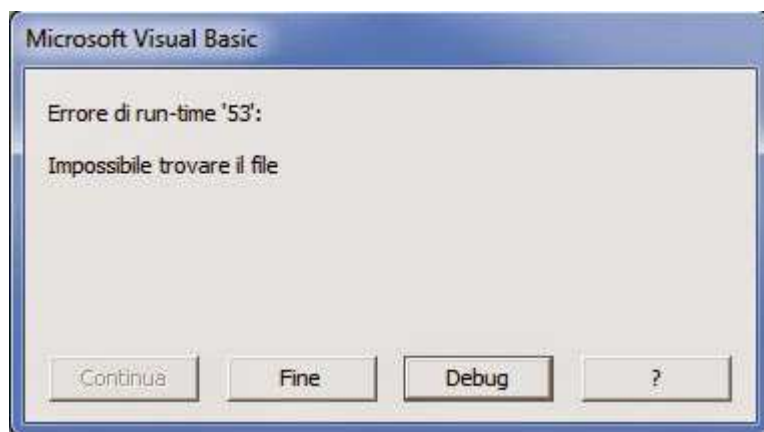 Microsoft Visual Basic
Errore di run-time '53':
Impossibile trovare il file
Continua
Fine
Debug
?